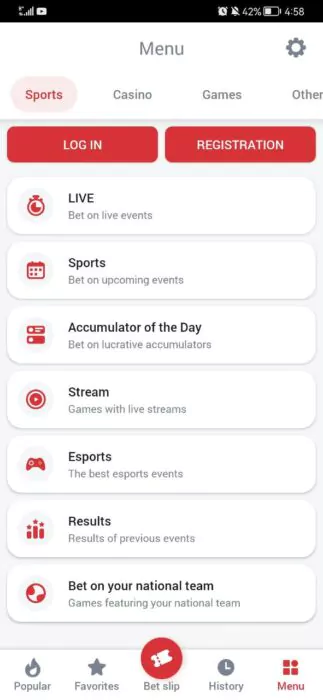 42% 4:58
Menu
Sports Casino Games Other
LOG IN REGISTRATION
LIVE
Bet on live events
Sports
Bet on upcoming events
Accumulator of the Day
Bet on lucrative accumulators
Stream
Games with live streams
Esports
The best esports events
Results
Results of previous events
Bet on your national team
Games featuring your national team
Popular Favorites Bet slip History Menu